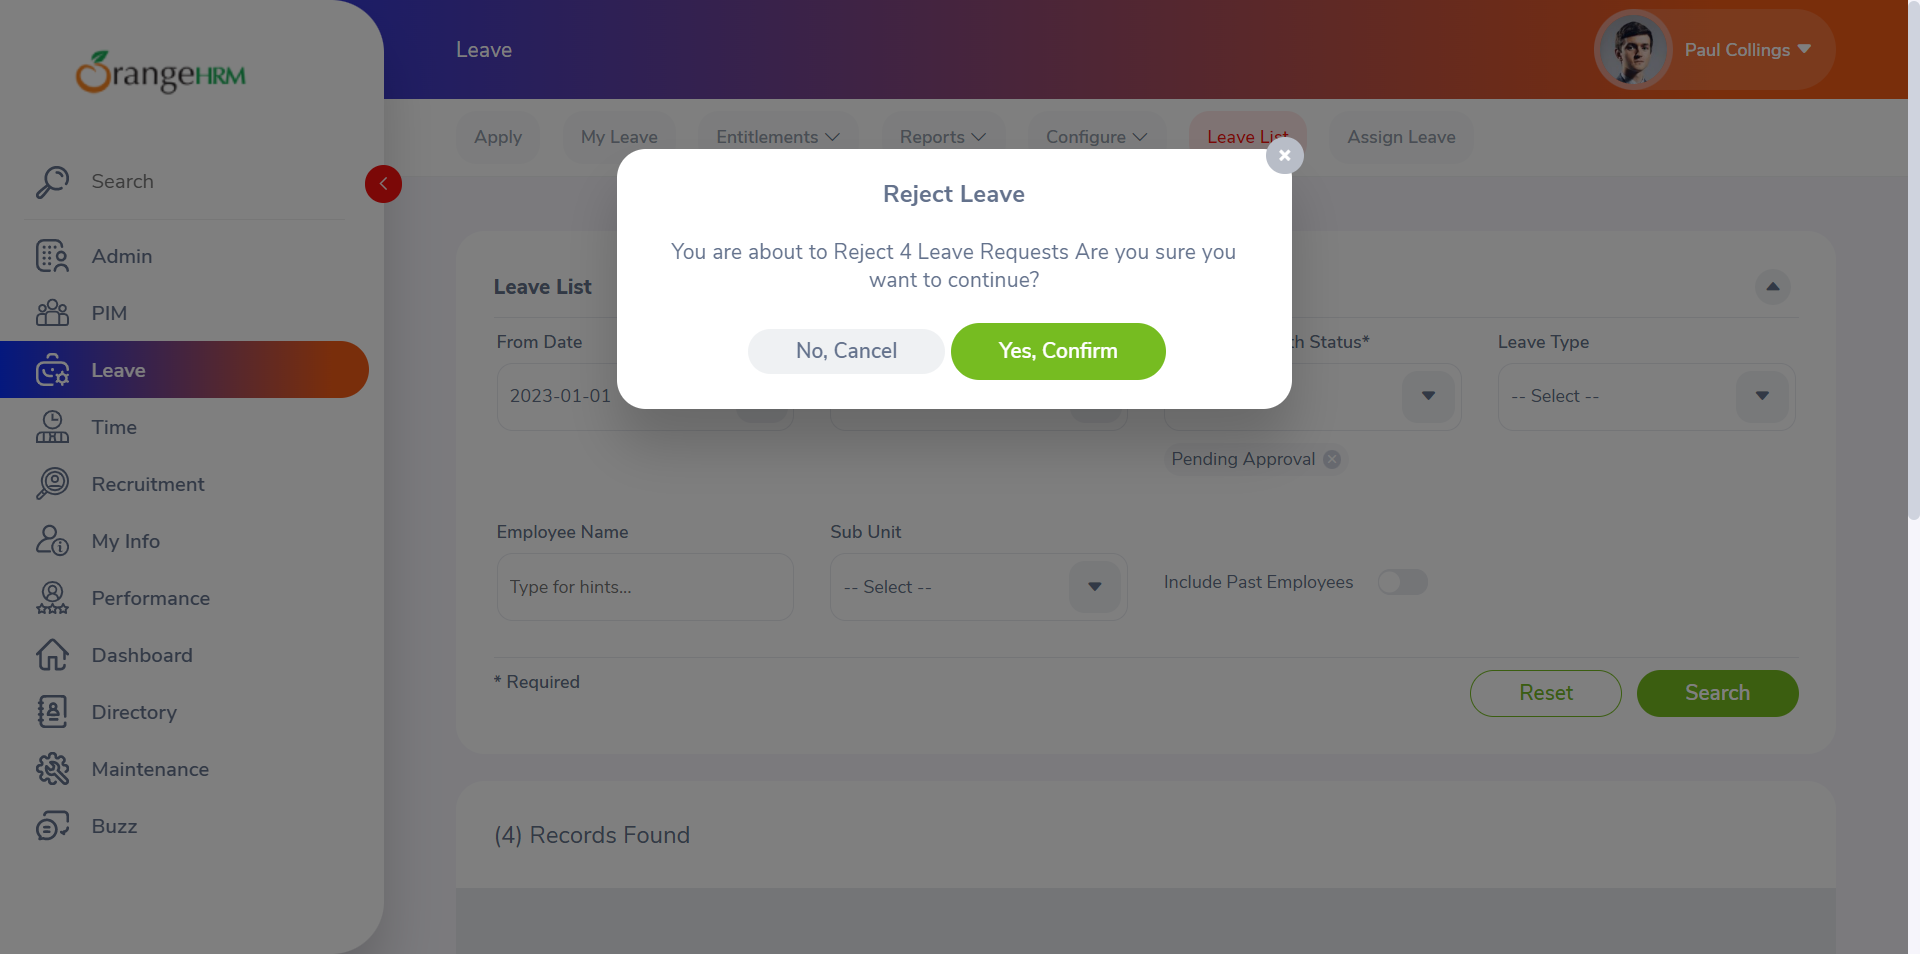 OrangeHRM
Search
Admin
PIM
Leave
Time
Recruitment
My Info
Performance
Dashboard
Directory
Maintenance
Buzz
Leave
Paul Collings
Apply
My Leave
Entitlements
Reports
Configure
Leave List
Assign Leave
Reject Leave
You are about to Reject 4 Leave Requests Are you sure you
want to continue?
No, Cancel
Yes, Confirm
Leave List
From Date
Status*
Leave Type
2023-01-01
-- Select --
Pending Approval
Employee Name
Sub Unit
Type for hints...
-- Select --
Include Past Employees
* Required
Reset
Search
(4) Records Found